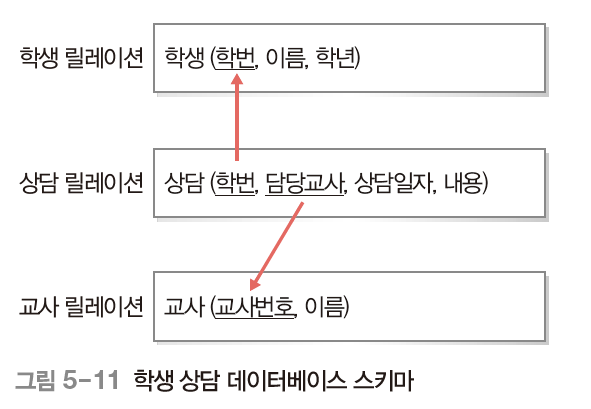 학생 릴레이션 학생 (학번, 이름, 학년)
상담 릴레이션 상담 (학번, 담당교사, 상담일자, 내용)
교사 릴레이션 교사 (교사번호, 이름)
그림 5-11 학생 상담 데이터베이스 스키마